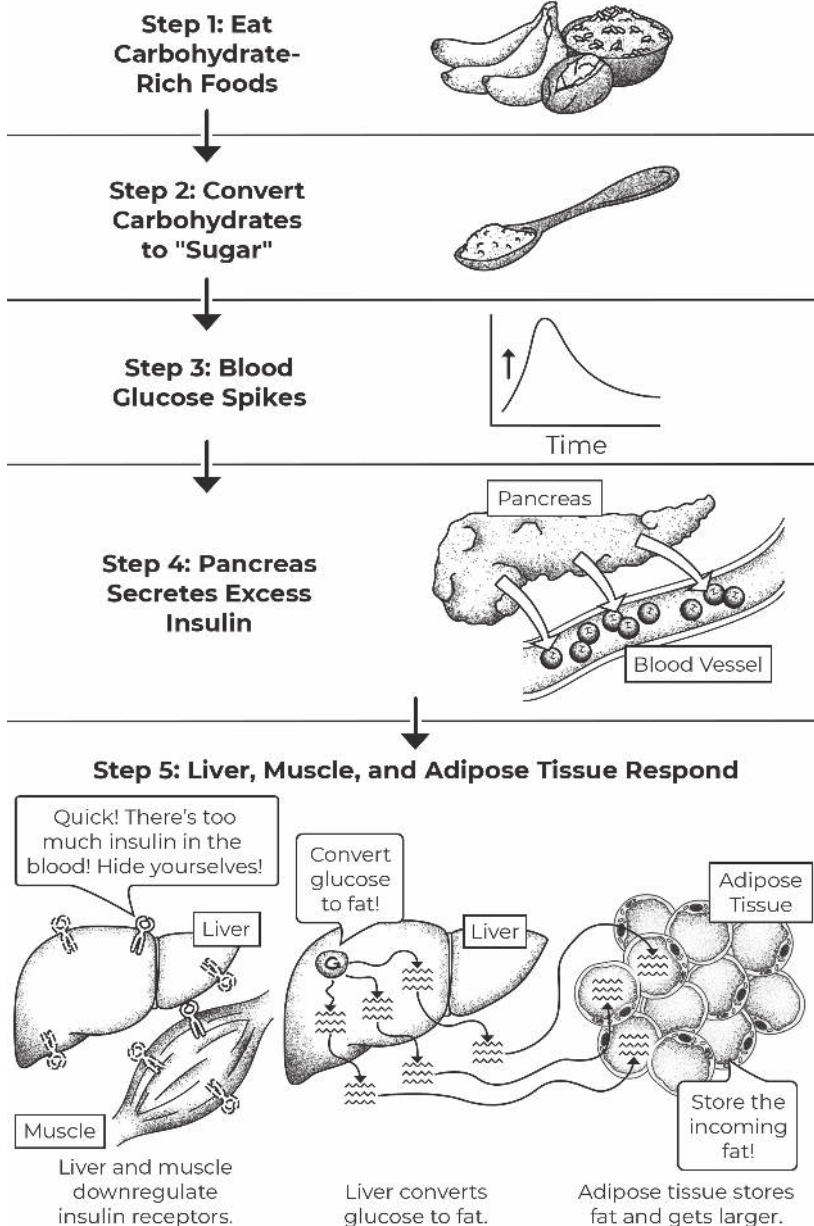 Step 1: Eat
Carbohydrate-
Rich Foods
Step 2: Convert
Carbohydrates
to "Sugar"
Step 3: Blood
Glucose Spikes
Time
Pancreas
Step 4: Pancreas
Secretes Excess
Insulin
Blood Vessel
Step 5: Liver, Muscle, and Adipose Tissue Respond
Quick! There's too
much insulin in the
blood! Hide yourselves!
Liver
Muscle
Liver and muscle
downregulate
insulin receptors.
Convert
glucose
to fat!
Liver
G
Liver converts
glucose to fat.
Adipose
Tissue
Store the
incoming
fat!
Adipose tissue stores
fat and gets larger.